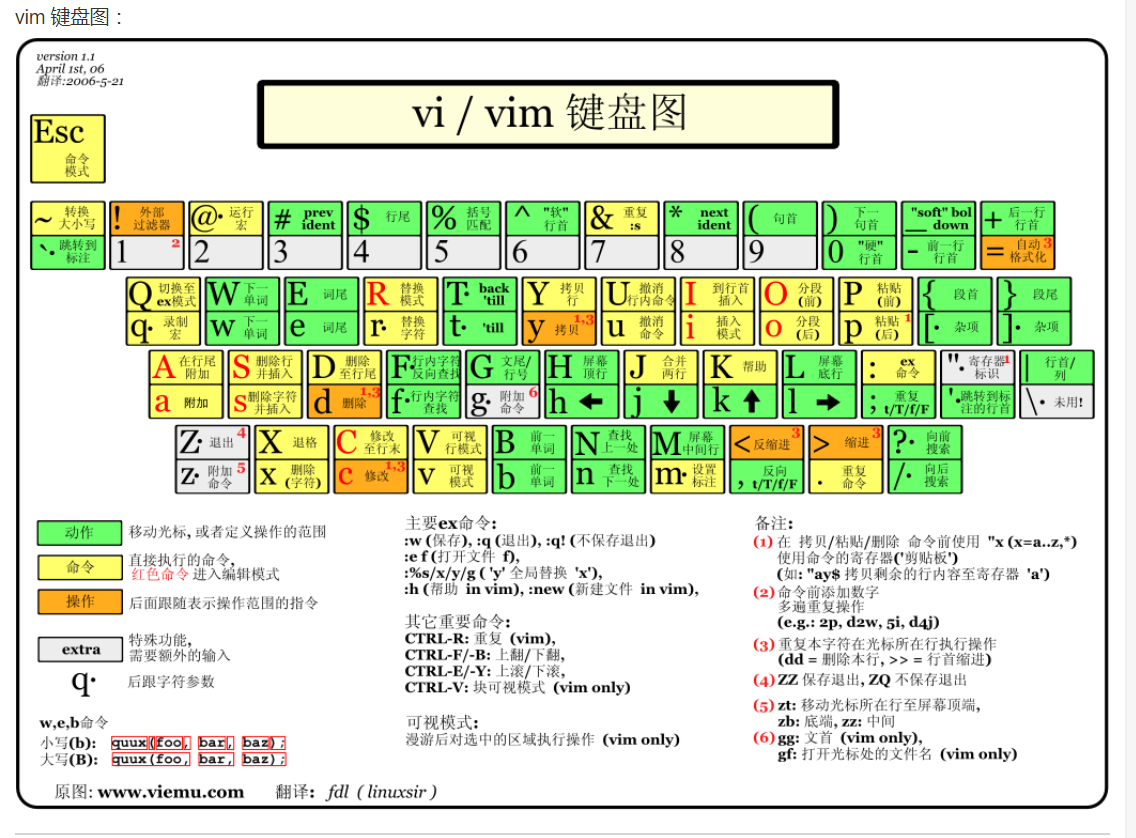 vim 键盘图：
version 1.1
April 1st, 06
翻译:2006-5-21
vi / vim 键盘图
Esc 命令模式
~ 转换大小写
! 外部过滤器
@· 运行宏
# prev ident
$ 行尾
% 括号匹配
^ "软"行首
& 重复 :s
* next ident
( 句首
) 下一句首
"soft" bol down _
+ 后一行行首
`· 跳转到标注
1 2
2
3
4
5
6
7
8
9
0 "硬"行首
- 前一行行首
= 自动格式化 3
Q 切换至ex模式
W 下一单词
E 词尾
R 替换模式
T· back 'till
Y 拷贝行
U 撤消行内命令
I 到行首插入
O 分段(前)
P 粘贴(前)
{ 段首
} 段尾
q· 录制宏
w 下一单词
e 词尾
r· 替换字符
t· 'till
y 拷贝 1,3
u 撤消命令
i 插入模式
o 分段(后)
p 粘贴(后) 1
[· 杂项
]· 杂项
A 在行尾附加
S 删除行并插入
D 删除至行尾
F· 行内字符反向查找
G 文尾/行号
H 屏幕顶行
J 合并两行
K 帮助
L 屏幕底行
: ex 命令
"· 寄存器标识 1
| 行首/列
a 附加
s 删除字符并插入
d 删除 1,3
f· 行内字符查找
g· 附加命令 6
h ←
j ↓
k ↑
l →
; 重复 t/T/f/F
'· 跳转到标注的行首
\· 未用!
Z· 退出 4
X 退格
C 修改至行末
V 可视行模式
B 前一单词
N 查找上一处
M 屏幕中间行
< 反缩进 3
> 缩进 3
?· 向前搜索
z· 附加命令 5
x 删除(字符)
c 修改 1,3
v 可视模式
b 前一单词
n 查找下一处
m· 设置标注
, 反向 t/T/f/F
. 重复命令
/· 向后搜索
动作 移动光标, 或者定义操作的范围
命令 直接执行的命令,
红色命令 进入编辑模式
操作 后面跟随表示操作范围的指令
extra 特殊功能,
需要额外的输入
q· 后跟字符参数
w,e,b命令
小写(b): quux(foo, bar, baz);
大写(B): quux(foo, bar, baz);
原图: www.viemu.com 翻译: fdl ( linuxsir )
主要ex命令:
:w (保存), :q (退出), :q! (不保存退出)
:e f (打开文件 f),
:%s/x/y/g ( 'y' 全局替换 'x'),
:h (帮助 in vim), :new (新建文件 in vim),
其它重要命令:
CTRL-R: 重复 (vim),
CTRL-F/-B: 上翻/下翻,
CTRL-E/-Y: 上滚/下滚,
CTRL-V: 块可视模式 (vim only)
可视模式:
漫游后对选中的区域执行操作 (vim only)
备注:
(1) 在 拷贝/粘贴/删除 命令前使用 "x (x=a..z,*)
使用命令的寄存器('剪贴板')
(如: "ay$ 拷贝剩余的行内容至寄存器 'a')
(2) 命令前添加数字
多遍重复操作
(e.g.: 2p, d2w, 5i, d4j)
(3) 重复本字符在光标所在行执行操作
(dd = 删除本行, >> = 行首缩进)
(4) ZZ 保存退出, ZQ 不保存退出
(5) zt: 移动光标所在行至屏幕顶端,
zb: 底端, zz: 中间
(6) gg: 文首 (vim only),
gf: 打开光标处的文件名 (vim only)